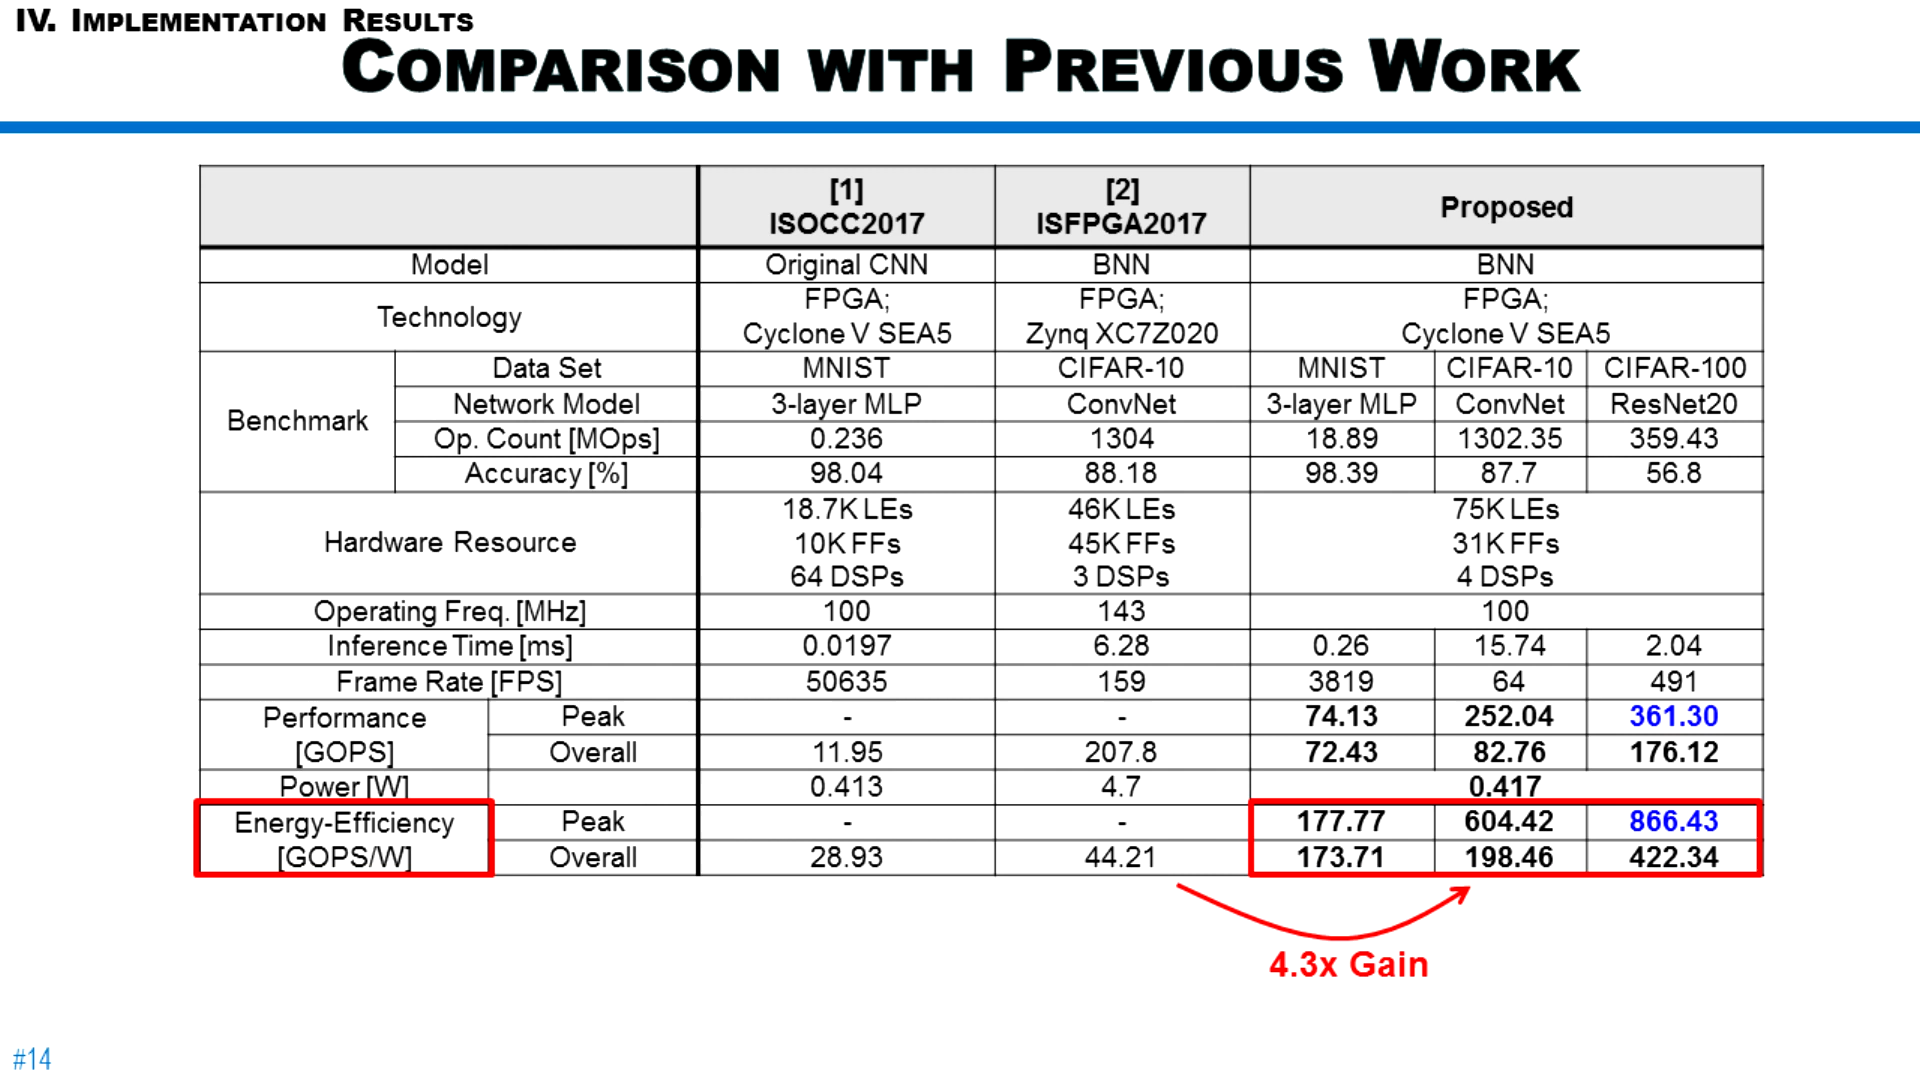 IV. IMPLEMENTATION RESULTS
COMPARISON WITH PREVIOUS WORK
[1] ISOCC2017 [2] ISFPGA2017 Proposed
Model Original CNN BNN BNN
Technology FPGA; Cyclone V SEA5 FPGA; Zynq XC7Z020 FPGA; Cyclone V SEA5
Benchmark Data Set MNIST CIFAR-10 MNIST CIFAR-10 CIFAR-100
Network Model 3-layer MLP ConvNet 3-layer MLP ConvNet ResNet20
Op. Count [MOps] 0.236 1304 18.89 1302.35 359.43
Accuracy [%] 98.04 88.18 98.39 87.7 56.8
Hardware Resource 18.7K LEs 46K LEs 75K LEs
10K FFs 45K FFs 31K FFs
64 DSPs 3 DSPs 4 DSPs
Operating Freq. [MHz] 100 143 100
Inference Time [ms] 0.0197 6.28 0.26 15.74 2.04
Frame Rate [FPS] 50635 159 3819 64 491
Performance [GOPS] Peak - - 74.13 252.04 361.30
Overall 11.95 207.8 72.43 82.76 176.12
Power [W] 0.413 4.7 0.417
Energy-Efficiency [GOPS/W] Peak - - 177.77 604.42 866.43
Overall 28.93 44.21 173.71 198.46 422.34
4.3x Gain
#14